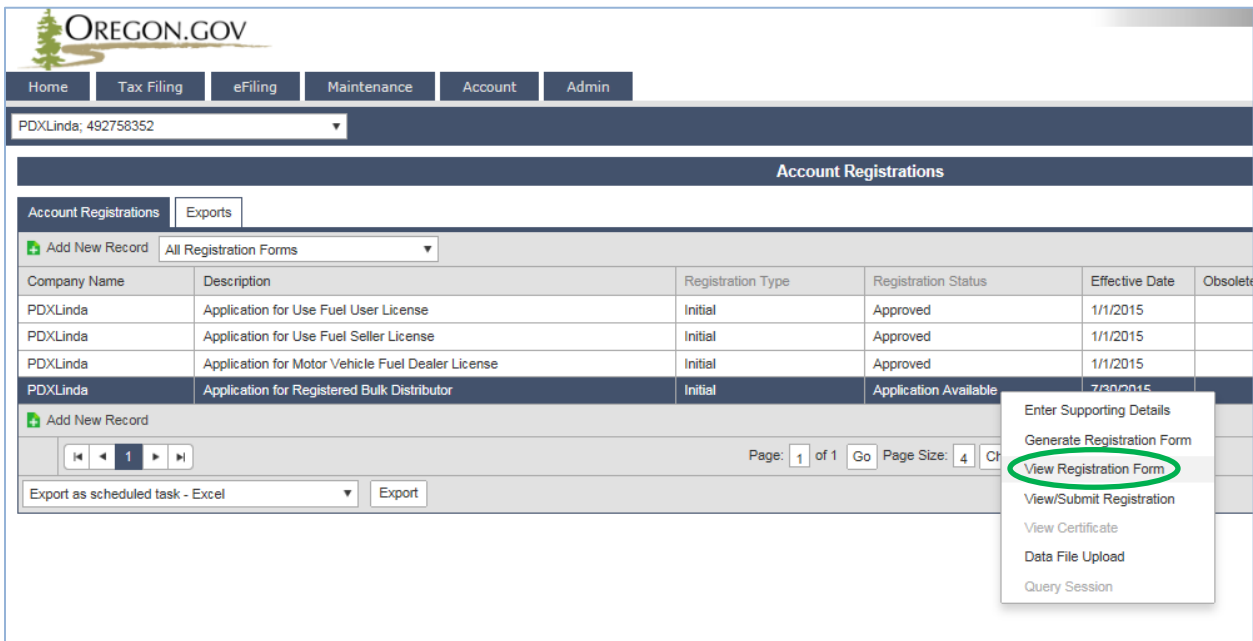 OREGON.GOV
Home Tax Filing eFiling Maintenance Account Admin
PDXLinda; 492758352
Account Registrations
Account Registrations Exports
Add New Record All Registration Forms
Company Name Description Registration Type Registration Status Effective Date Obsolete
PDXLinda Application for Use Fuel User License Initial Approved 1/1/2015
PDXLinda Application for Use Fuel Seller License Initial Approved 1/1/2015
PDXLinda Application for Motor Vehicle Fuel Dealer License Initial Approved 1/1/2015
PDXLinda Application for Registered Bulk Distributor Initial Application Available 7/30/2015
Add New Record
1 Page: 1 of 1 Go Page Size: 4 Ch
Export as scheduled task - Excel Export
Enter Supporting Details
Generate Registration Form
View Registration Form
View/Submit Registration
View Certificate
Data File Upload
Query Session